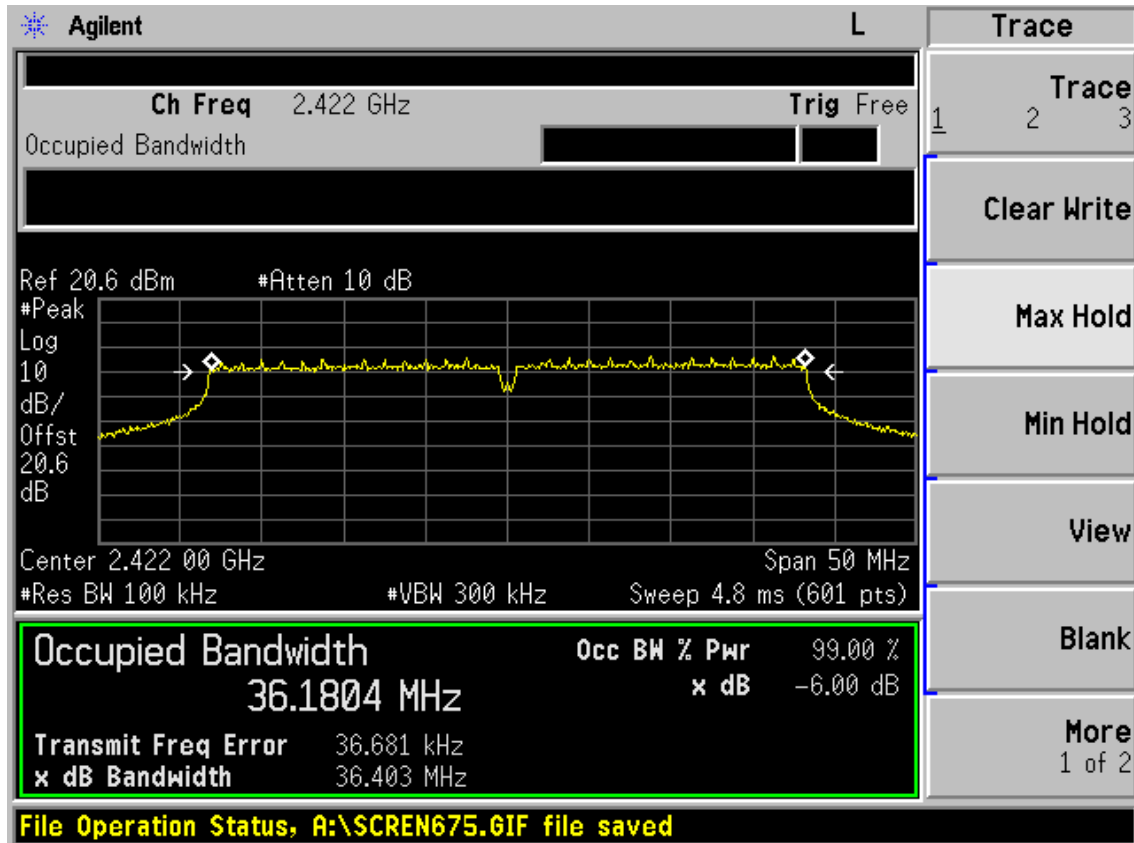 Agilent L
Ch Freq 2.422 GHz Trig Free
Occupied Bandwidth
Ref 20.6 dBm #Atten 10 dB
#Peak
Log
10
dB/
Offst
20.6
dB
Center 2.422 00 GHz Span 50 MHz
#Res BW 100 kHz #VBW 300 kHz Sweep 4.8 ms (601 pts)
Occupied Bandwidth Occ BW % Pwr 99.00 %
36.1804 MHz x dB -6.00 dB
Transmit Freq Error 36.681 kHz
x dB Bandwidth 36.403 MHz
File Operation Status, A:\SCREN675.GIF file saved
Trace
Trace
1 2 3
Clear Write
Max Hold
Min Hold
View
Blank
More
1 of 2